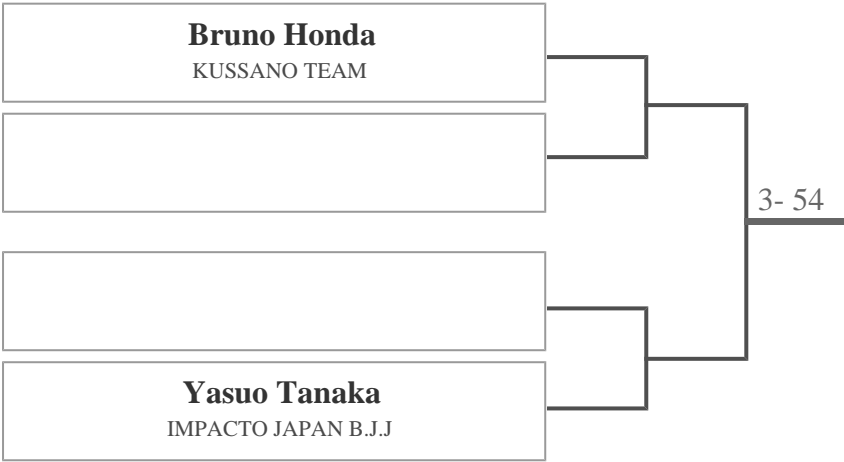 Bruno Honda
KUSSANO TEAM
3- 54
Yasuo Tanaka
IMPACTO JAPAN B.J.J